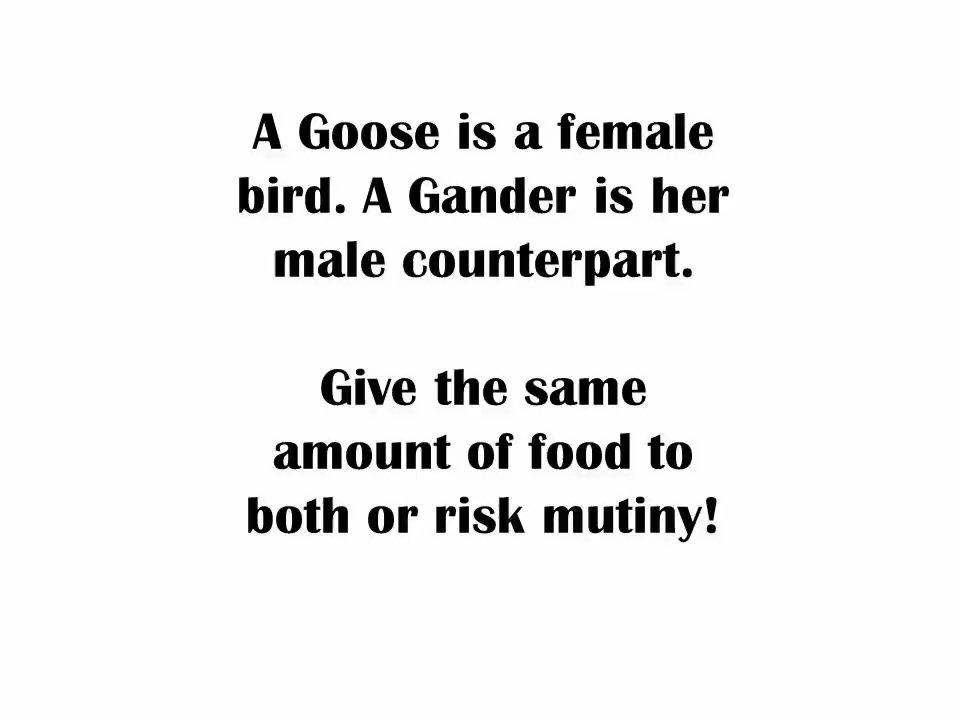 A Goose is a female
bird. A Gander is her
male counterpart.
Give the same
amount of food to
both or risk mutiny!